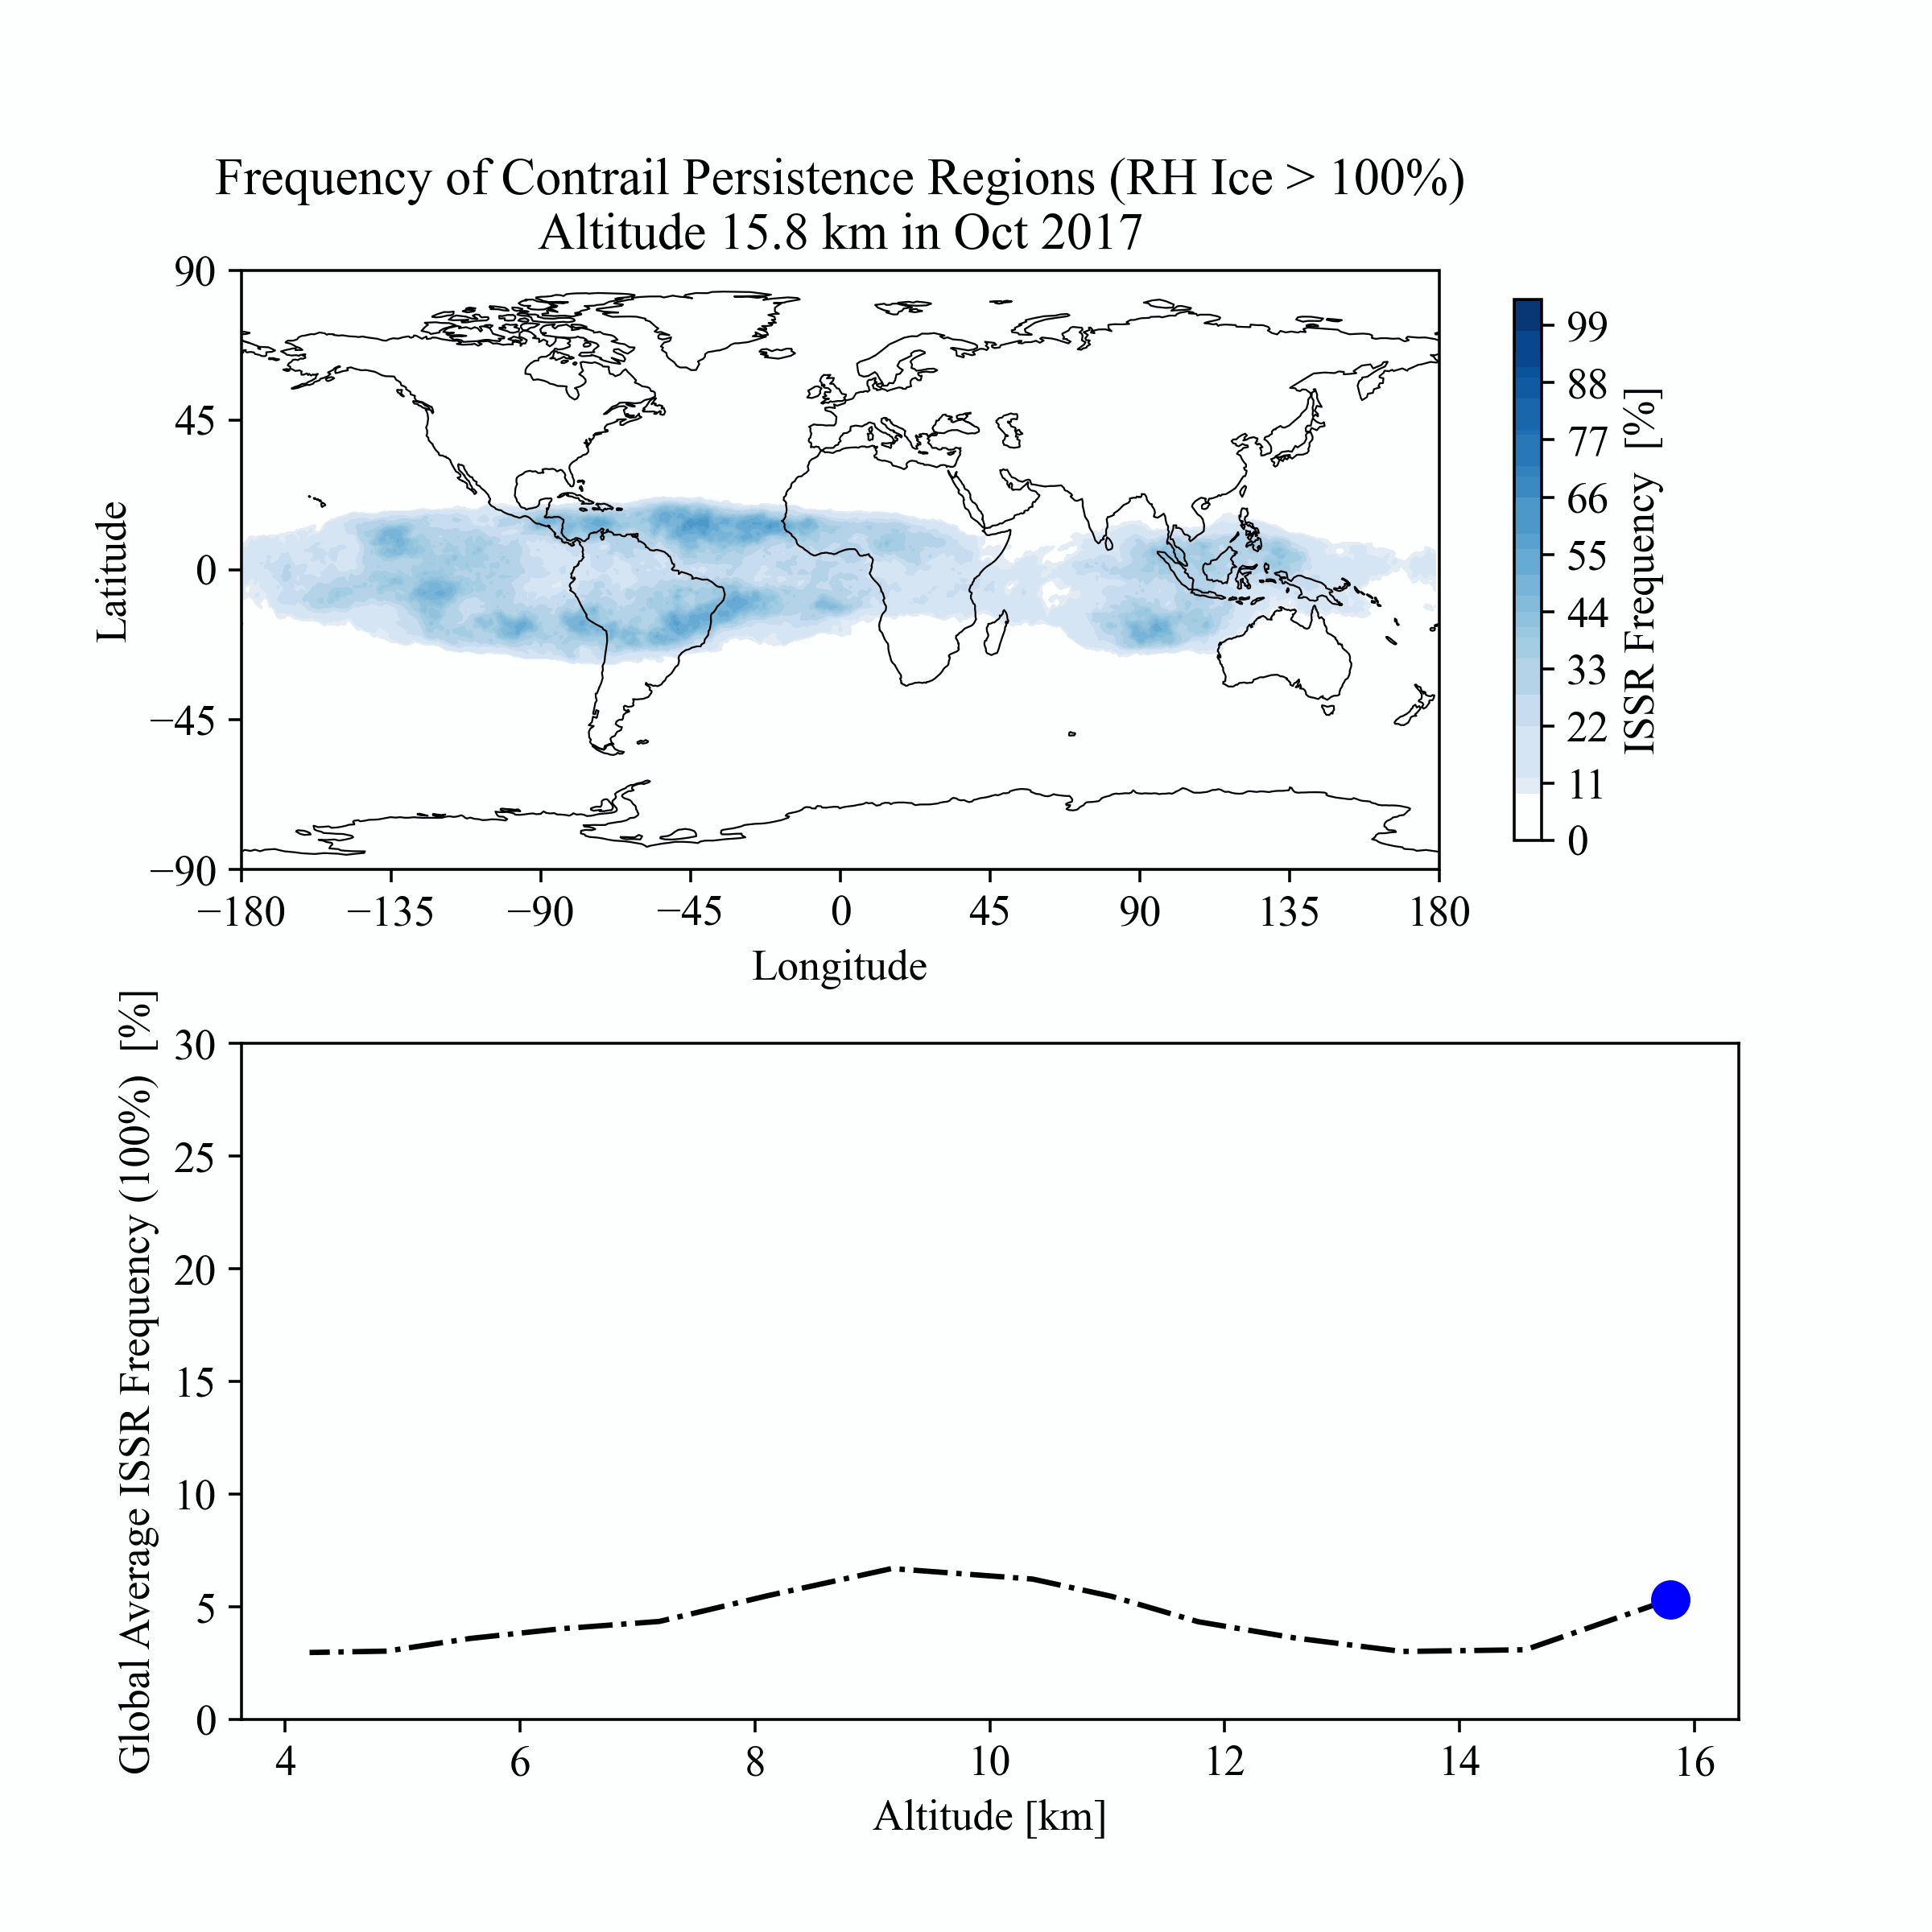 Frequency of Contrail Persistence Regions (RH Ice > 100%)
Altitude 15.8 km in Oct 2017
90
45
0
−45
−90
Latitude
−180 −135 −90 −45 0 45 90 135 180
Longitude
99
88
77
66
55
44
33
22
11
0
ISSR Frequency [%]
30
25
20
15
10
5
0
Global Average ISSR Frequency (100%) [%]
4 6 8 10 12 14 16
Altitude [km]